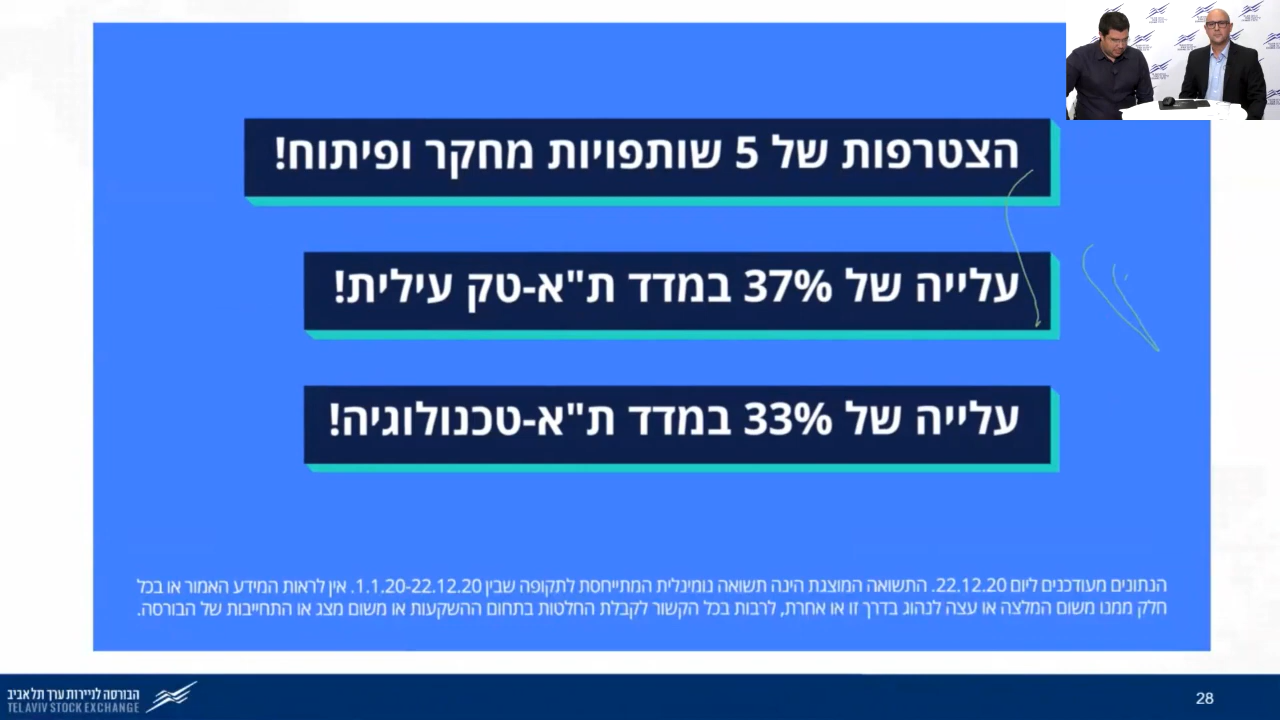 הצטרפות של 5 שותפויות מחקר ופיתוח!
עלייה של 37% במדד ת"א-טק עילית!
עלייה של 33% במדד ת"א-טכנולוגיה!
הנתונים מעודכנים ליום 22.12.20. התשואה המוצגת הינה תשואה נומינלית המתייחסת לתקופה שבין 1.1.20-22.12.20. אין לראות המידע האמור או בכל
חלק ממנו משום המלצה או עצה לנהוג בדרך זו או אחרת, לרבות בכל הקשור לקבלת החלטות בתחום ההשקעות או משום מצג או התחייבות של הבורסה.
הבורסה לניירות ערך תל אביב
TEL AVIV STOCK EXCHANGE
28